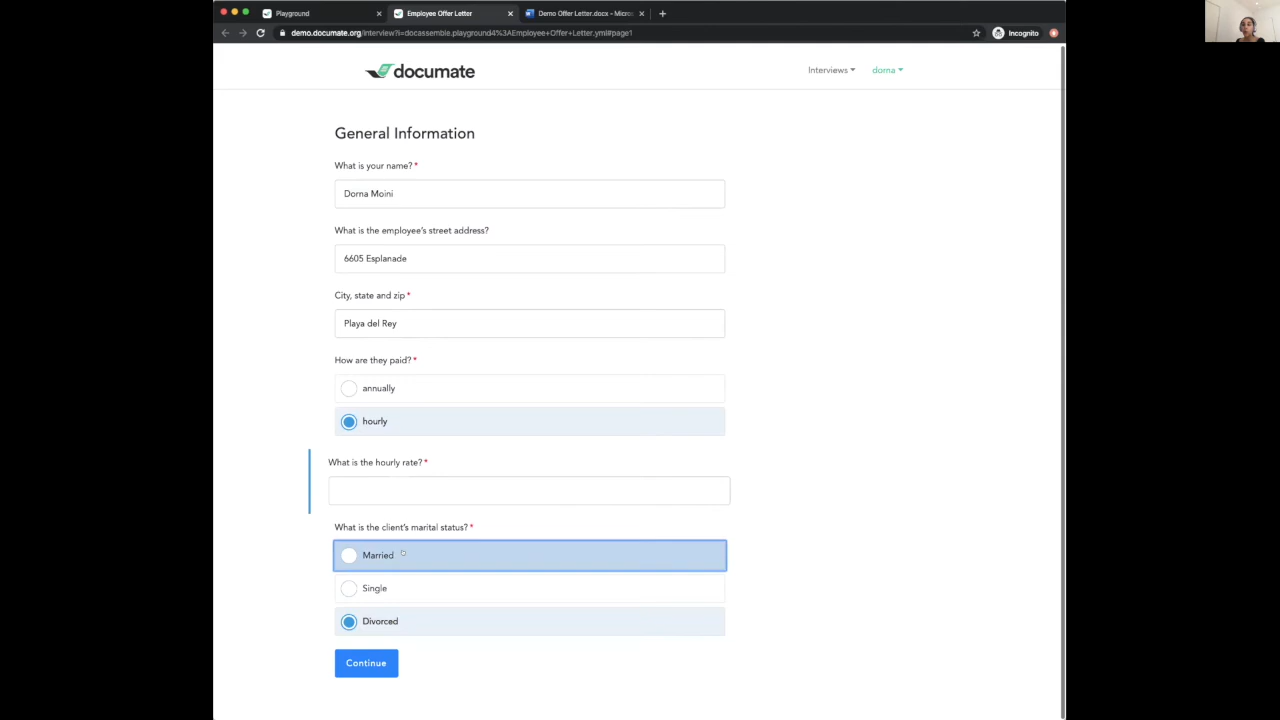 Playground
Employee Offer Letter
Demo Offer Letter.docx - Micros
demo.documate.org/interview?i=docassemble.playground4%3AEmployee+Offer+Letter.yml#page1
Incognito
documate
Interviews
dorna
General Information
What is your name? *
Dorna Moini
What is the employee's street address?
6605 Esplanade
City, state and zip *
Playa del Rey
How are they paid? *
annually
hourly
What is the hourly rate? *
What is the client's marital status? *
Married
Single
Divorced
Continue